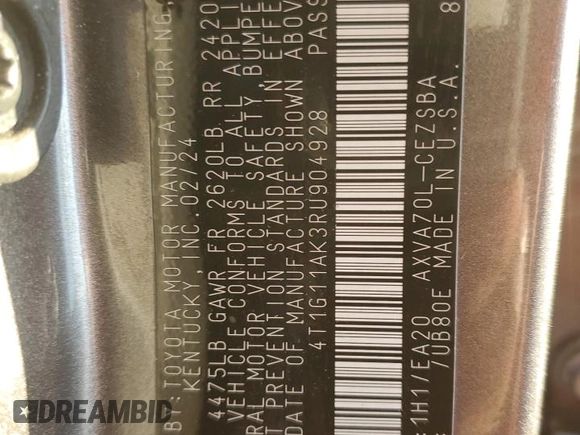 BY:TOYOTA MOTOR MANUFACTURING,
KENTUCKY,INC.02/24
4475LB GAWR FR 2620LB RR 2420
VEHICLE CONFORMS TO ALL APPLI
RAL MOTOR VEHICLE SAFETY, BUMPE
T PREVENTION STANDARDS IN EFFE
DATE OF MANUFACTURE SHOWN ABOV
4T1G11AK3RU904928 PASS
1H1/EA20 AXVA70L-CEZSBA
7UB80E MADE IN U.S.A. 8
DREAMBID